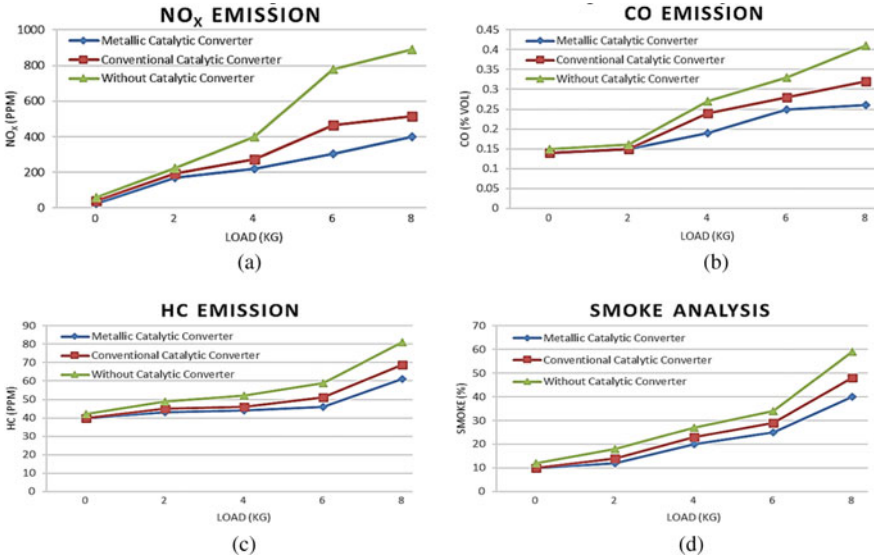 NOX EMISSION
1000
800
600
400
200
0
NOX (PPM)
Metallic Catalytic Converter
Conventional Catalytic Converter
Without Catalytic Converter
0 2 4 6 8
LOAD (KG)
(a)
CO EMISSION
0.45
0.4
0.35
0.3
0.25
0.2
0.15
0.1
0.05
0
CO (% VOL)
Metallic Catalytic Converter
Conventional Catalytic Converter
Without Catalytic Converter
0 2 4 6 8
LOAD (KG)
(b)
HC EMISSION
90
80
70
60
50
40
30
20
10
0
HC (PPM)
Metallic Catalytic Converter
Conventional Catalytic Converter
Without Catalytic Converter
0 2 4 6 8
LOAD (KG)
(c)
SMOKE ANALYSIS
70
60
50
40
30
20
10
0
SMOKE (%)
Metallic Catalytic Converter
Conventional Catalytic Converter
Without Catalytic Converter
0 2 4 6 8
LOAD (KG)
(d)